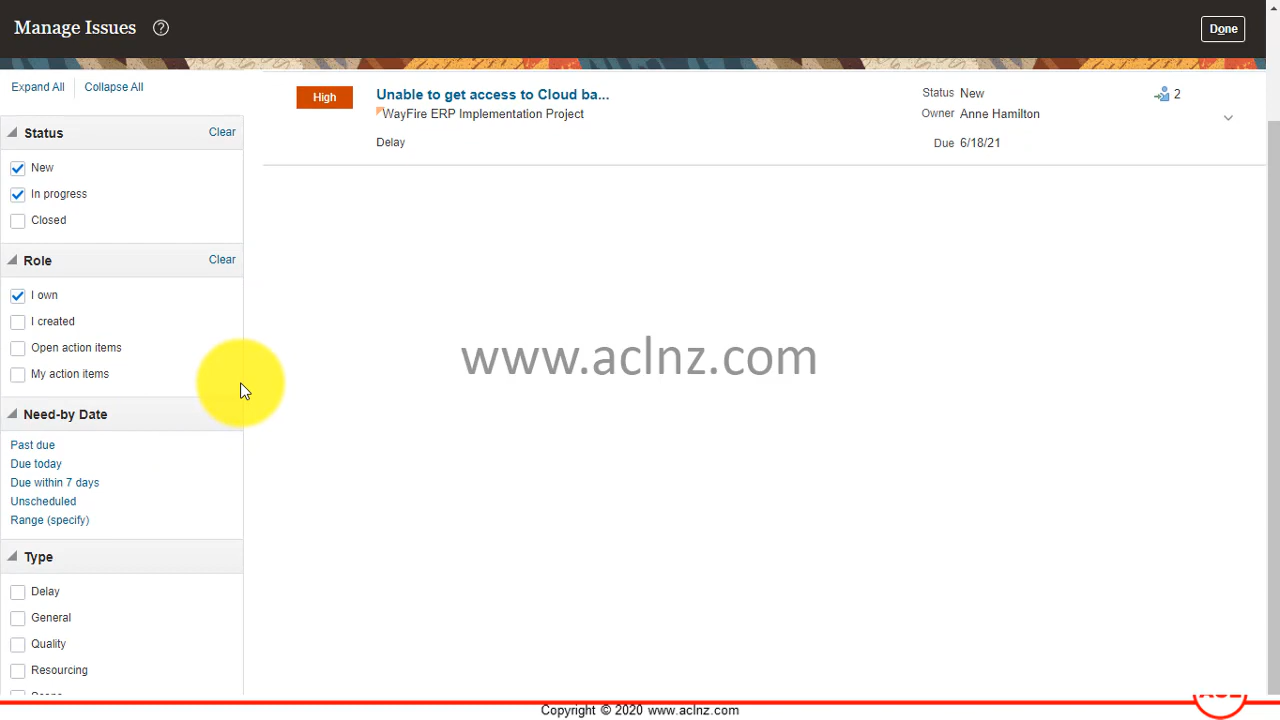 Manage Issues
Done
Expand All
Collapse All
Status
Clear
New
In progress
Closed
Role
Clear
I own
I created
Open action items
My action items
Need-by Date
Past due
Due today
Due within 7 days
Unscheduled
Range (specify)
Type
Delay
General
Quality
Resourcing
High
Unable to get access to Cloud ba...
WayFire ERP Implementation Project
Delay
Status New
Owner Anne Hamilton
Due 6/18/21
2
www.aclnz.com
Copyright © 2020 www.aclnz.com